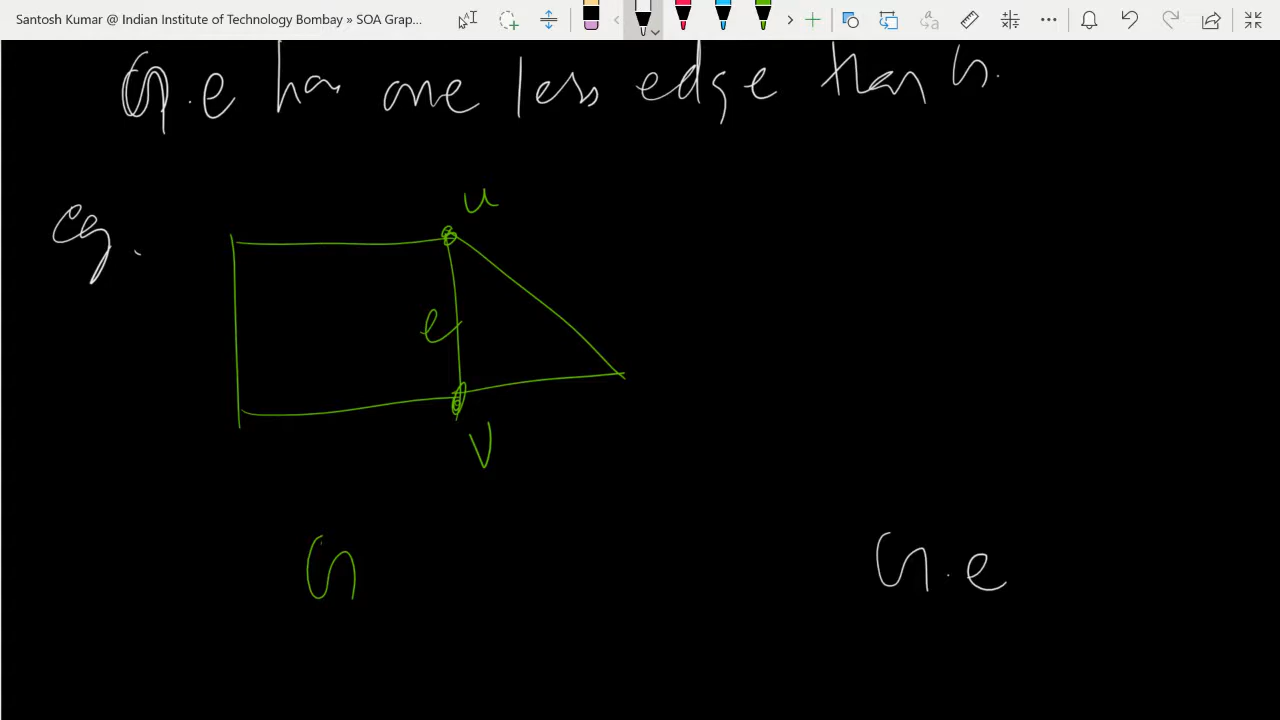 Santosh Kumar @ Indian Institute of Technology Bombay » SOA Grap...
G.e has one less edge than G.
eg.
u
e
v
G
G.e